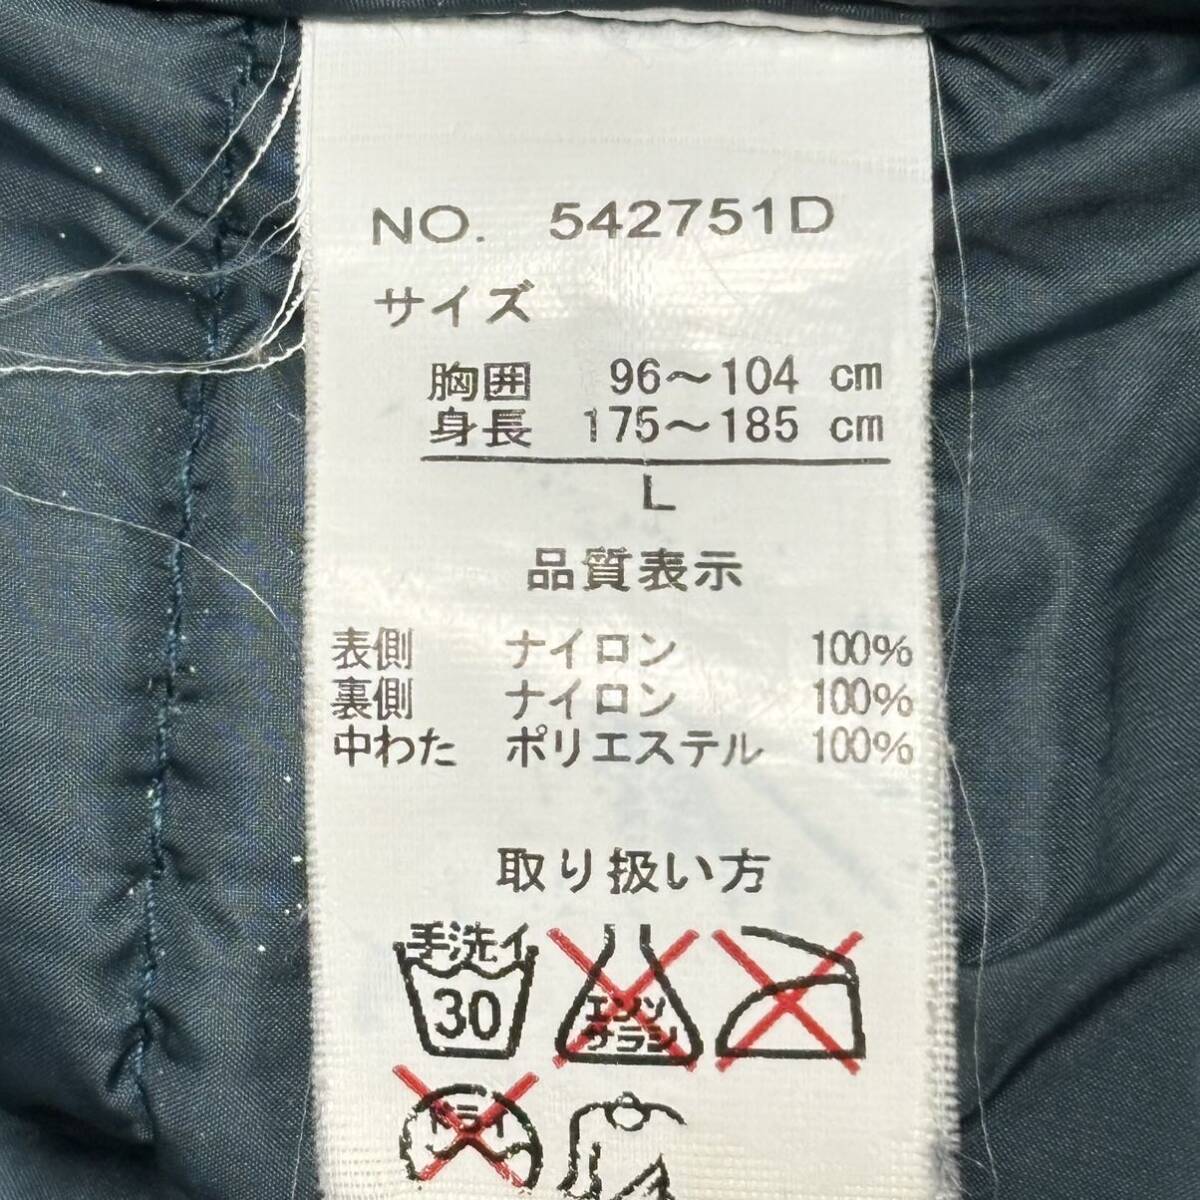 NO. 542751D
サイズ
胸囲 96～104 cm
身長 175～185 cm
L
品質表示
表側 ナイロン 100%
裏側 ナイロン 100%
中わた ポリエステル 100%
取り扱い方
手洗イ
30
エンソ
サラシ
ドライ